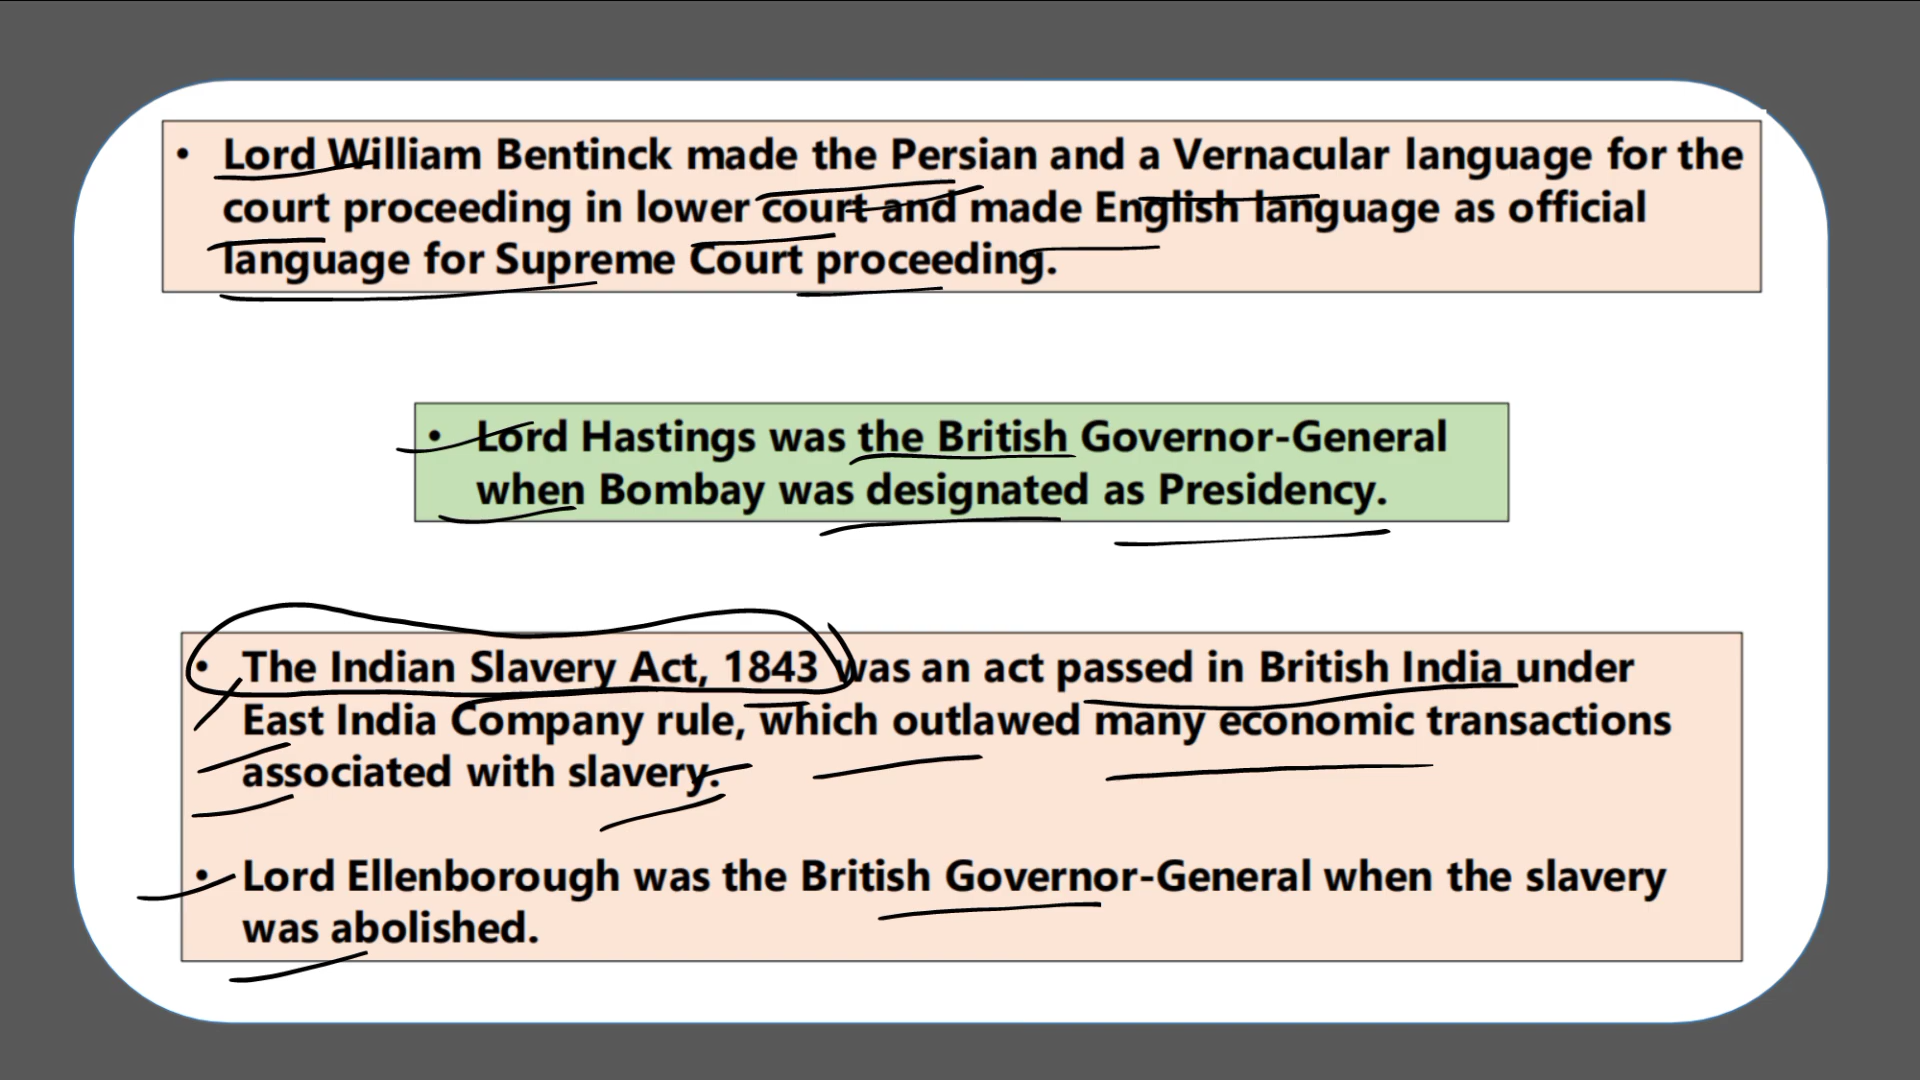 • Lord William Bentinck made the Persian and a Vernacular language for the
court proceeding in lower court and made English language as official
language for Supreme Court proceeding.
• Lord Hastings was the British Governor-General
when Bombay was designated as Presidency.
• The Indian Slavery Act, 1843 was an act passed in British India under
East India Company rule, which outlawed many economic transactions
associated with slavery.
• Lord Ellenborough was the British Governor-General when the slavery
was abolished.